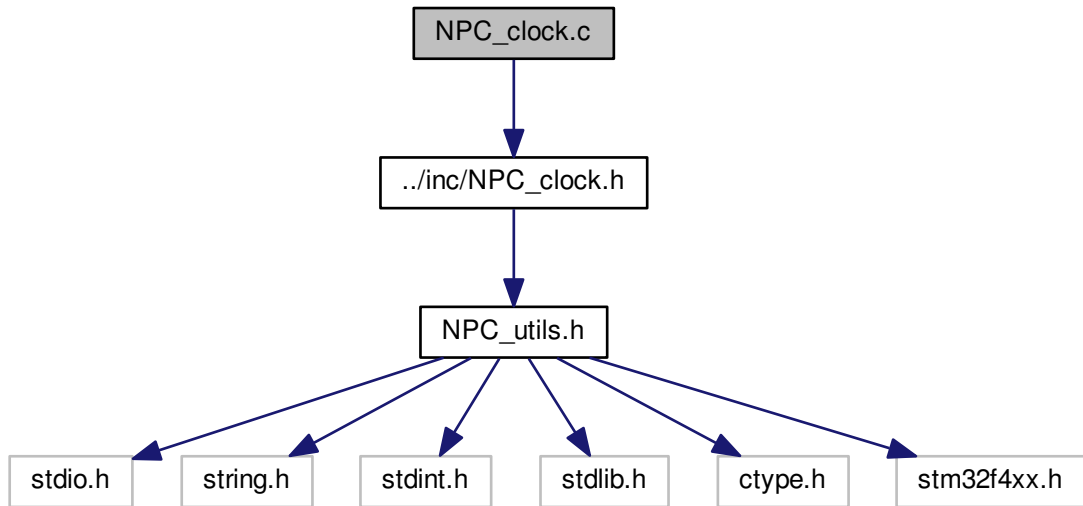 NPC_clock.c
../inc/NPC_clock.h
NPC_utils.h
stdio.h
string.h
stdint.h
stdlib.h
ctype.h
stm32f4xx.h